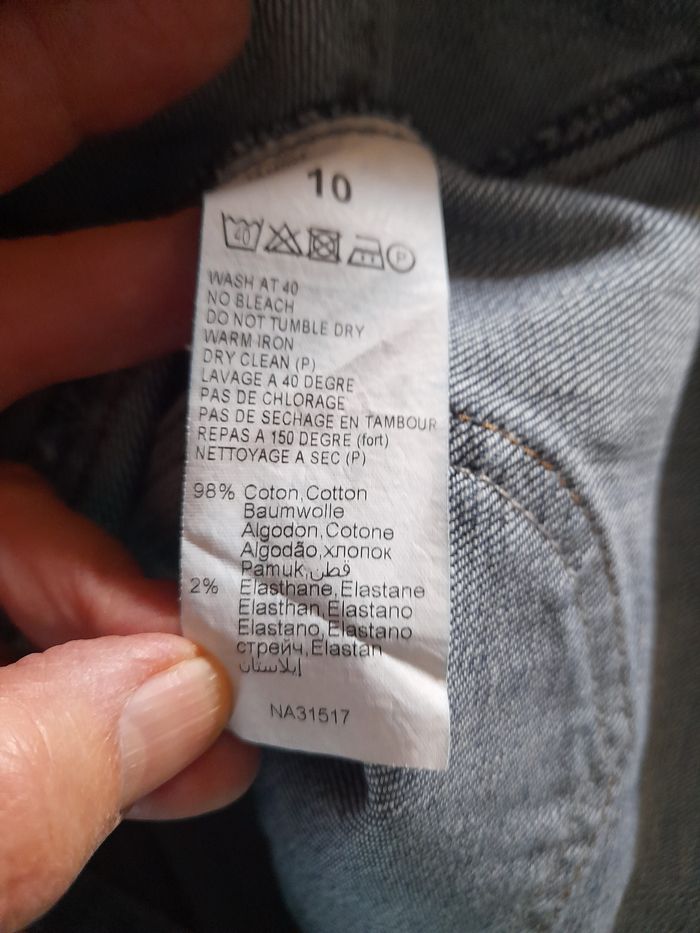 10
40
P
WASH AT 40
NO BLEACH
DO NOT TUMBLE DRY
WARM IRON
DRY CLEAN (P)
LAVAGE A 40 DEGRE
PAS DE CHLORAGE
PAS DE SECHAGE EN TAMBOUR
REPAS A 150 DEGRE (fort)
NETTOYAGE A SEC (P)
98% Coton,Cotton
Baumwolle
Algodon,Cotone
Algodão,хлопок
Pamuk,قطن
2% Elasthane,Elastane
Elasthan,Elastano
Elastano,Elastano
стрейч,Elastan
إيلاستان
NA31517